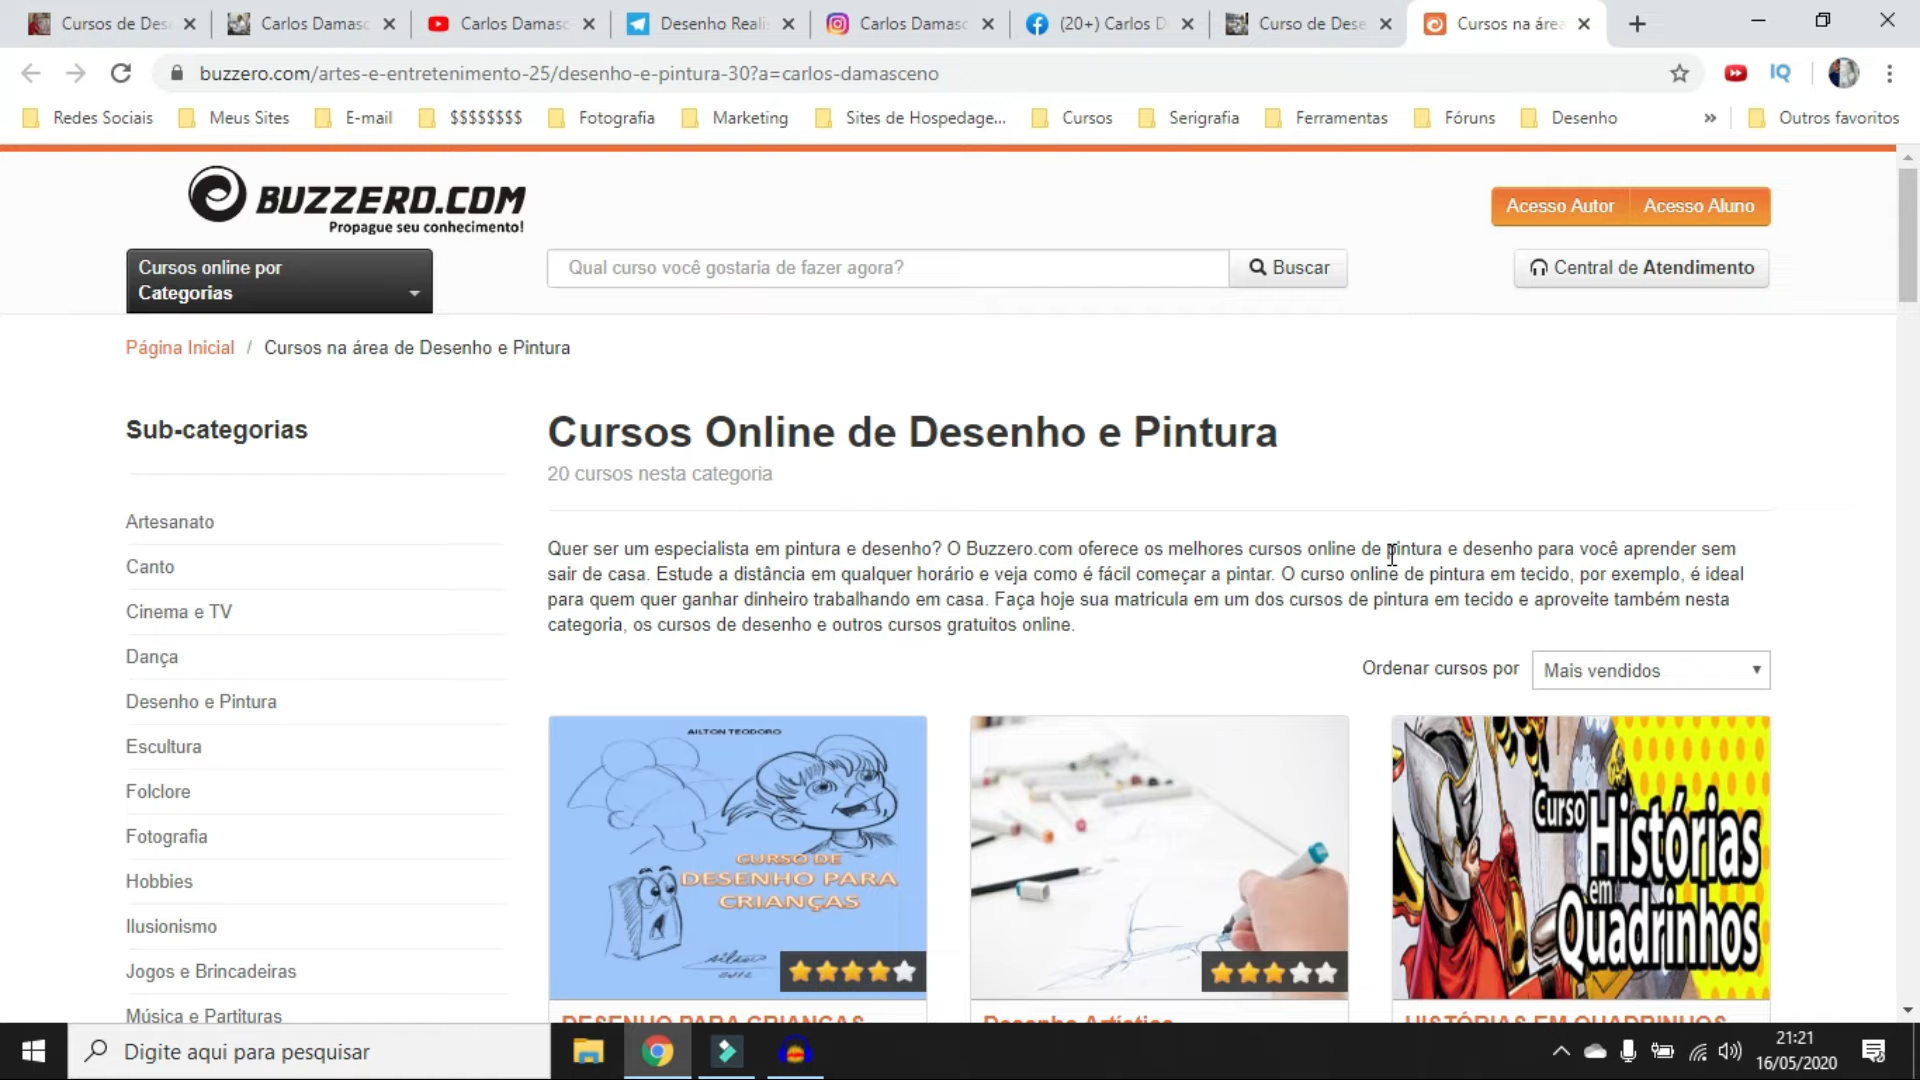 Cursos de Des
Carlos Damasc
Carlos Damasc
Desenho Realis
Carlos Damasc
(20+) Carlos D
Curso de Dese
Cursos na área
buzzero.com/artes-e-entretenimento-25/desenho-e-pintura-30?a=carlos-damasceno
IQ
Redes Sociais
Meus Sites
E-mail
$$$$$$$$
Fotografia
Marketing
Sites de Hospedage...
Cursos
Serigrafia
Ferramentas
Fóruns
Desenho
»
Outros favoritos
BUZZERO.COM
Propague seu conhecimento!
Acesso Autor
Acesso Aluno
Cursos online por
Categorias
Qual curso você gostaria de fazer agora?
Buscar
Central de Atendimento
Página Inicial / Cursos na área de Desenho e Pintura
Sub-categorias
Artesanato
Canto
Cinema e TV
Dança
Desenho e Pintura
Escultura
Folclore
Fotografia
Hobbies
Ilusionismo
Jogos e Brincadeiras
Música e Partituras
Cursos Online de Desenho e Pintura
20 cursos nesta categoria
Quer ser um especialista em pintura e desenho? O Buzzero.com oferece os melhores cursos online de pintura e desenho para você aprender sem
sair de casa. Estude a distância em qualquer horário e veja como é fácil começar a pintar. O curso online de pintura em tecido, por exemplo, é ideal
para quem quer ganhar dinheiro trabalhando em casa. Faça hoje sua matricula em um dos cursos de pintura em tecido e aproveite também nesta
categoria, os cursos de desenho e outros cursos gratuitos online.
Ordenar cursos por
Mais vendidos
AILTON TEODORO
CURSO DE
DESENHO PARA
CRIANÇAS
Curso
Histórias
em
Quadrinhos
DESENHO PARA CRIANÇAS
Desenho Artístico
HISTÓRIAS EM QUADRINHOS
Digite aqui para pesquisar
21:21
16/05/2020